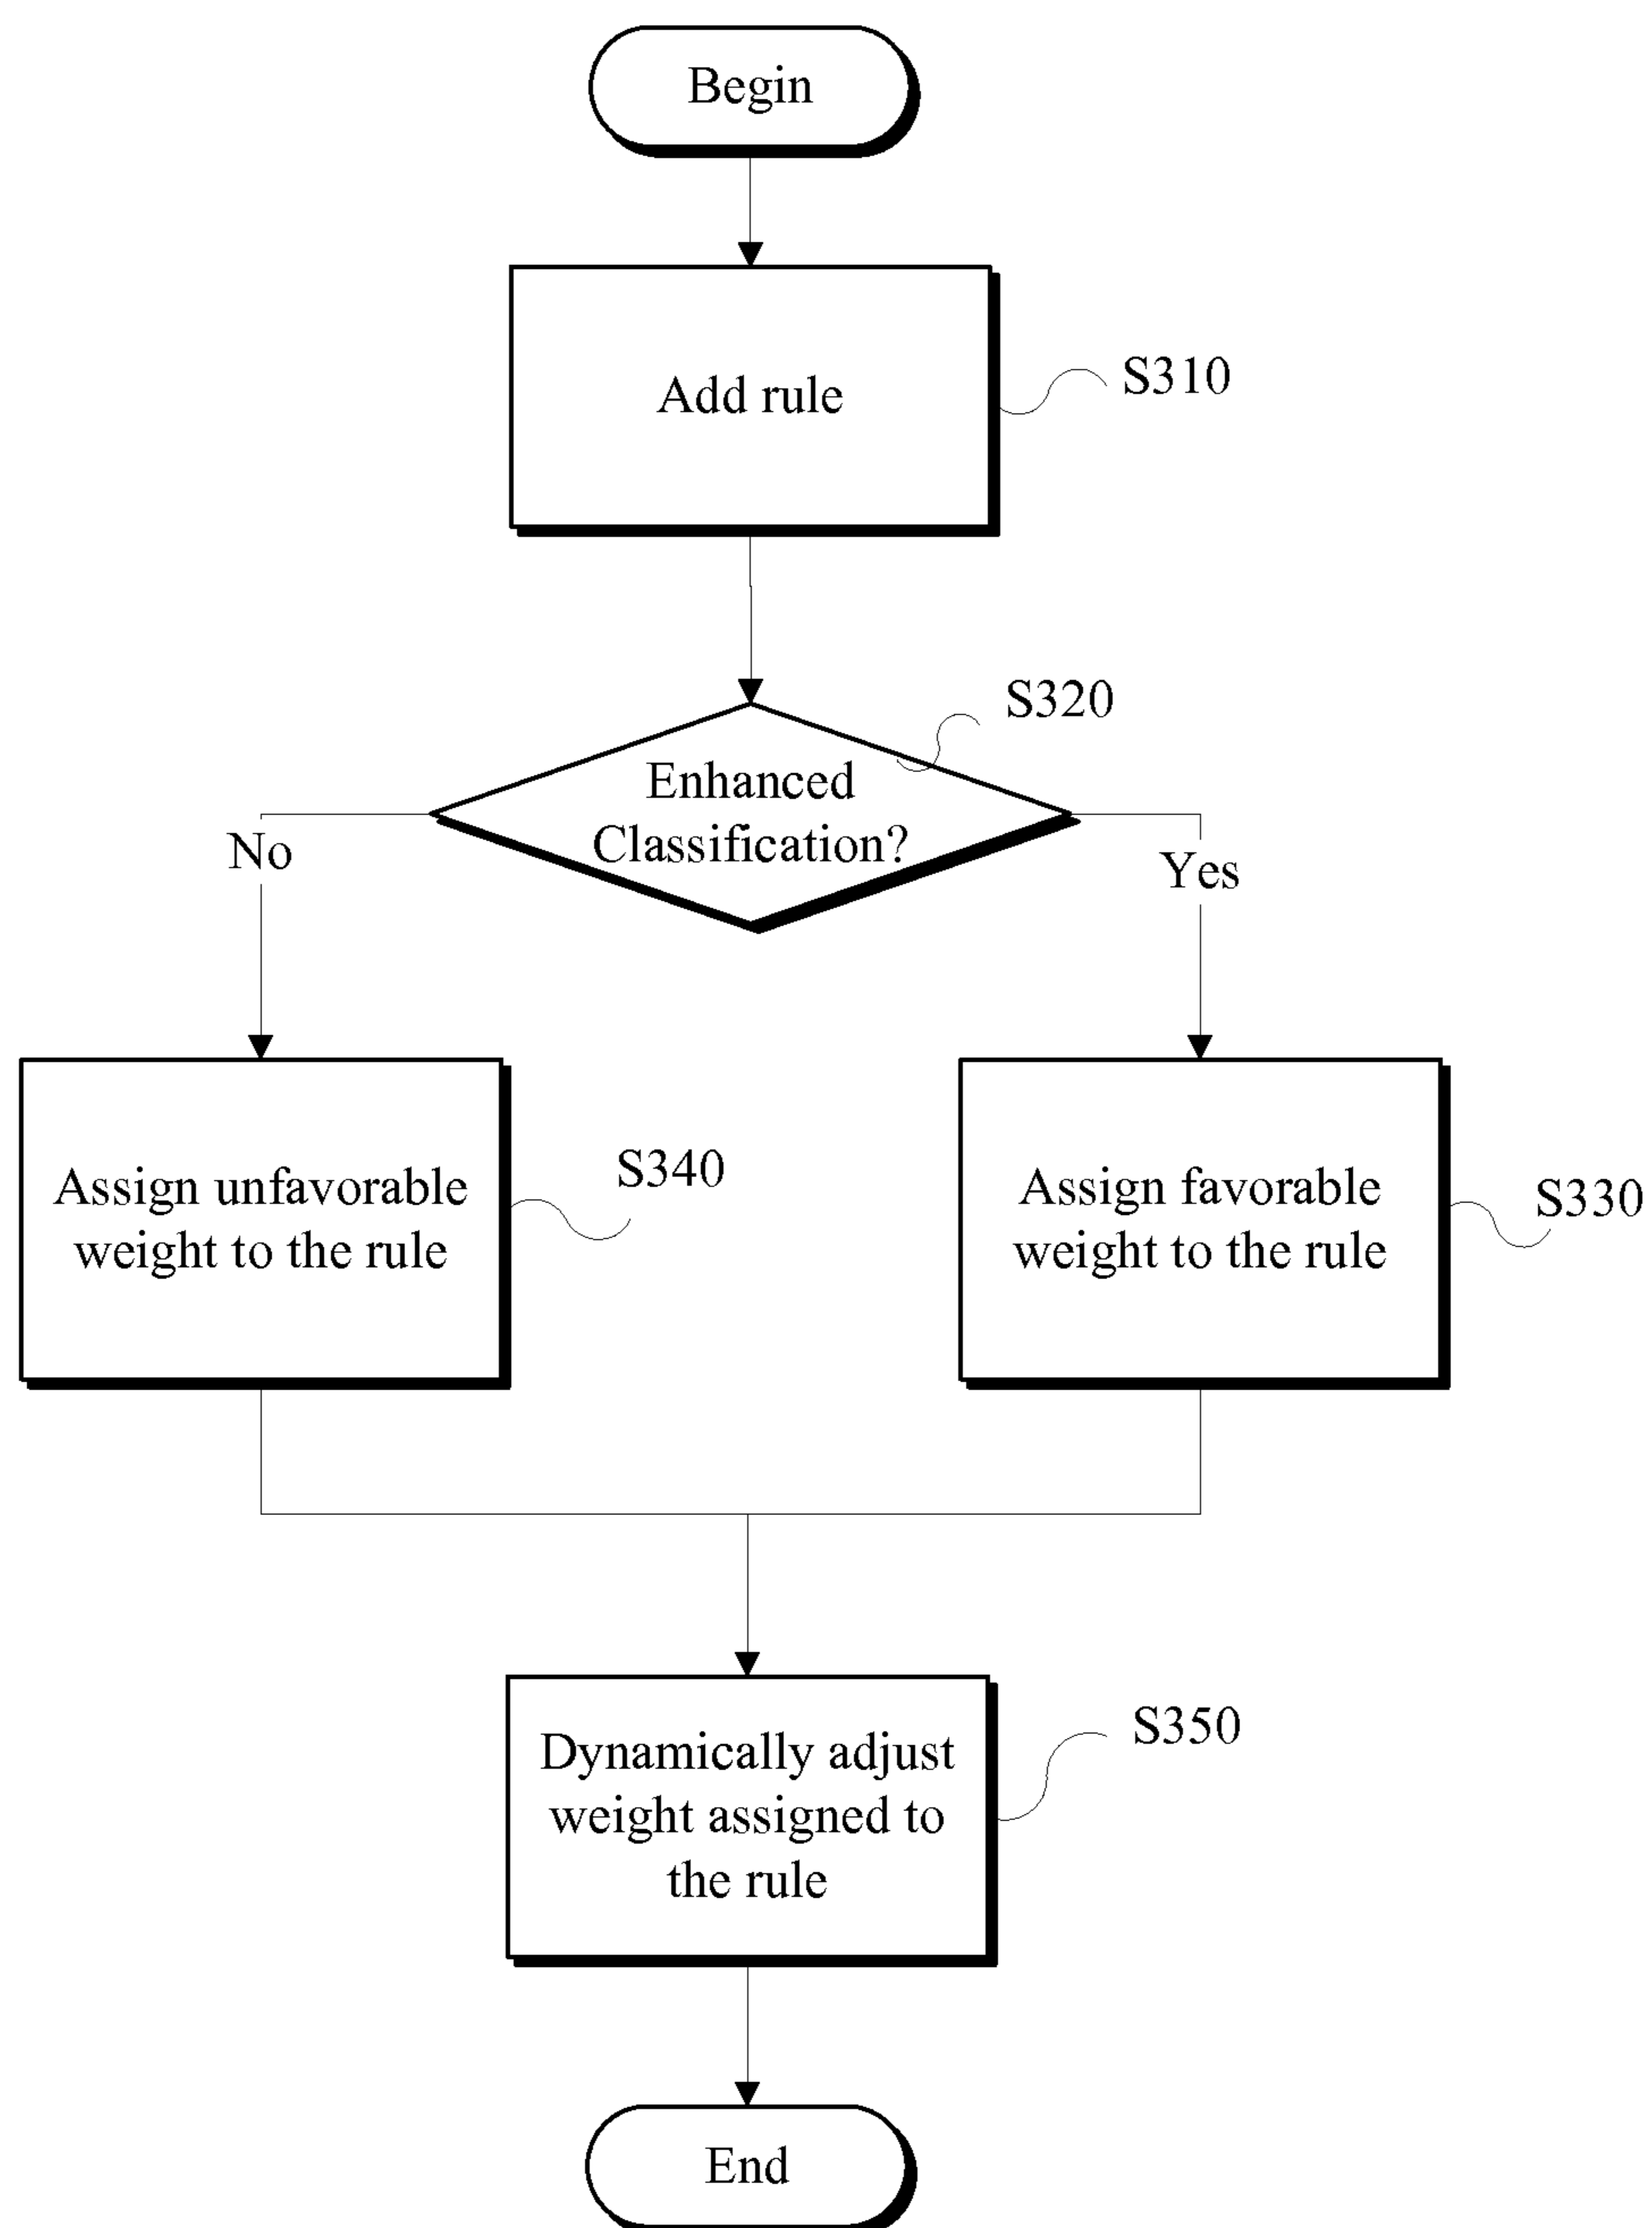 Begin
Add rule
S310
S320
Enhanced
Classification?
No
Yes
Assign unfavorable
weight to the rule
S340
Assign favorable
weight to the rule
S330
Dynamically adjust
weight assigned to
the rule
S350
End